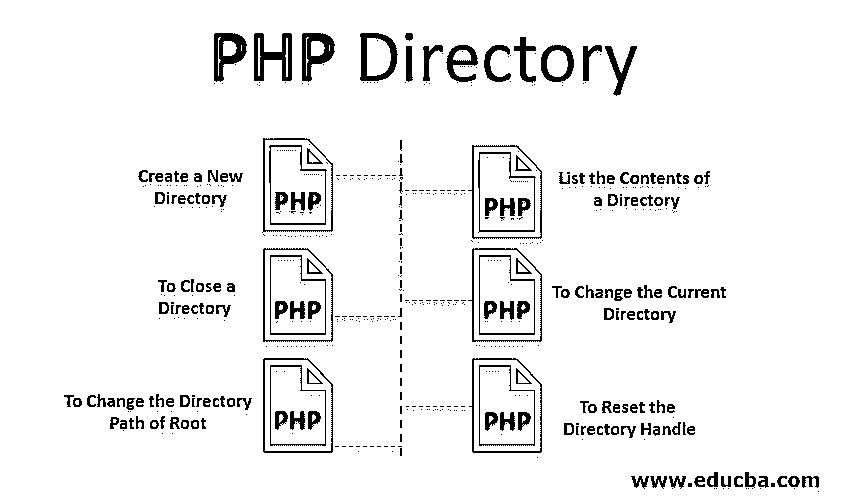 PHP Directory
Create a New
Directory
PHP
PHP
List the Contents of
a Directory
To Close a
Directory
PHP
PHP
To Change the Current
Directory
To Change the Directory
Path of Root
PHP
PHP
To Reset the
Directory Handle
www.educba.com